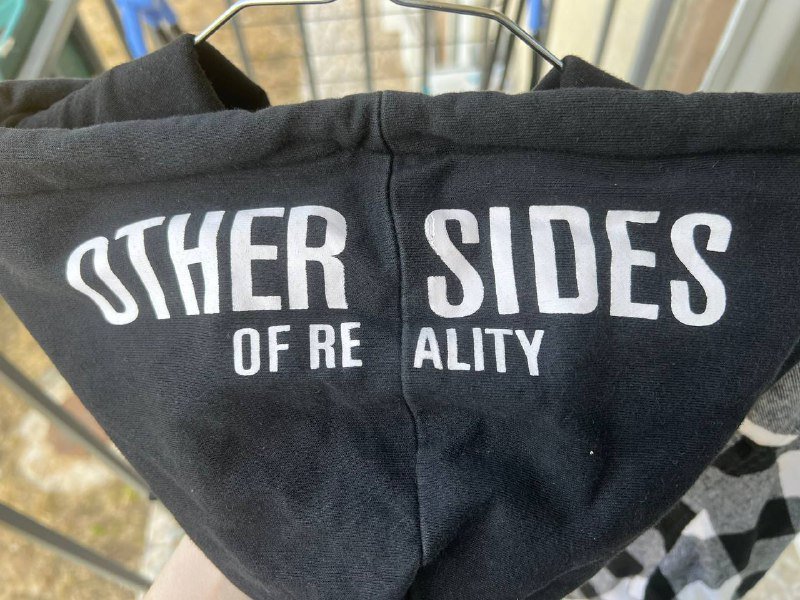 OTHER SIDES
OF RE ALITY